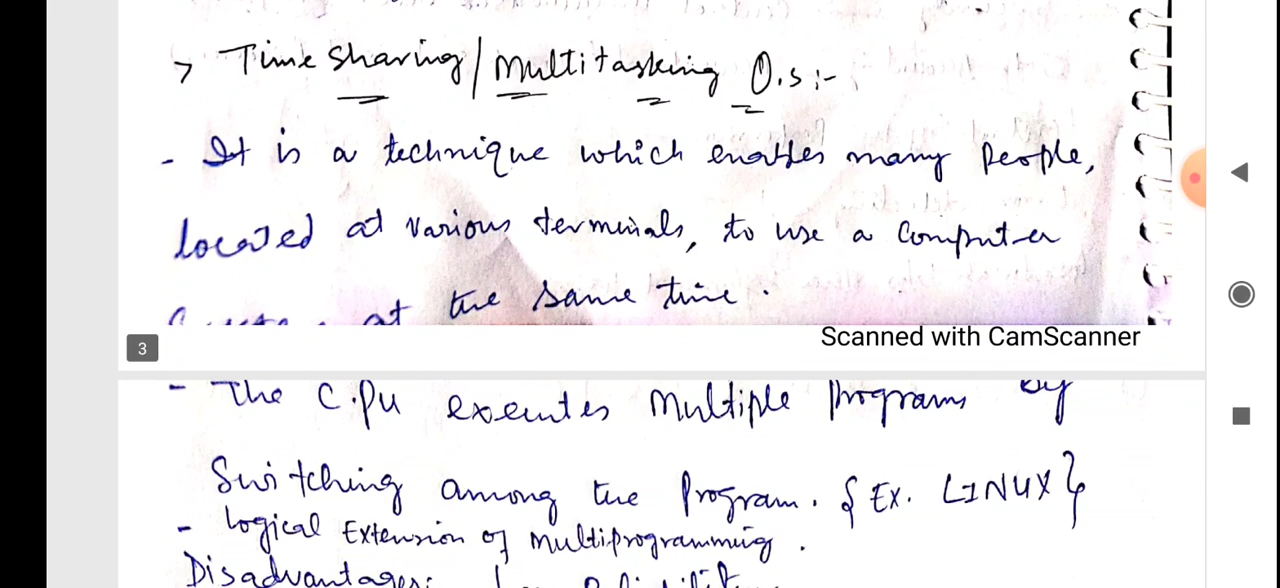 > Time sharing/Multitasking O.s :-
- It is a technique which enables many People,
located at various terminals, to use a Computer
at the same time.
Scanned with CamScanner
3
- The C.Pu executes Multiple Programs by
Switching among the Program. { Ex. LINUX }
- Logical Extension of multiprogramming.
Disadvantages: